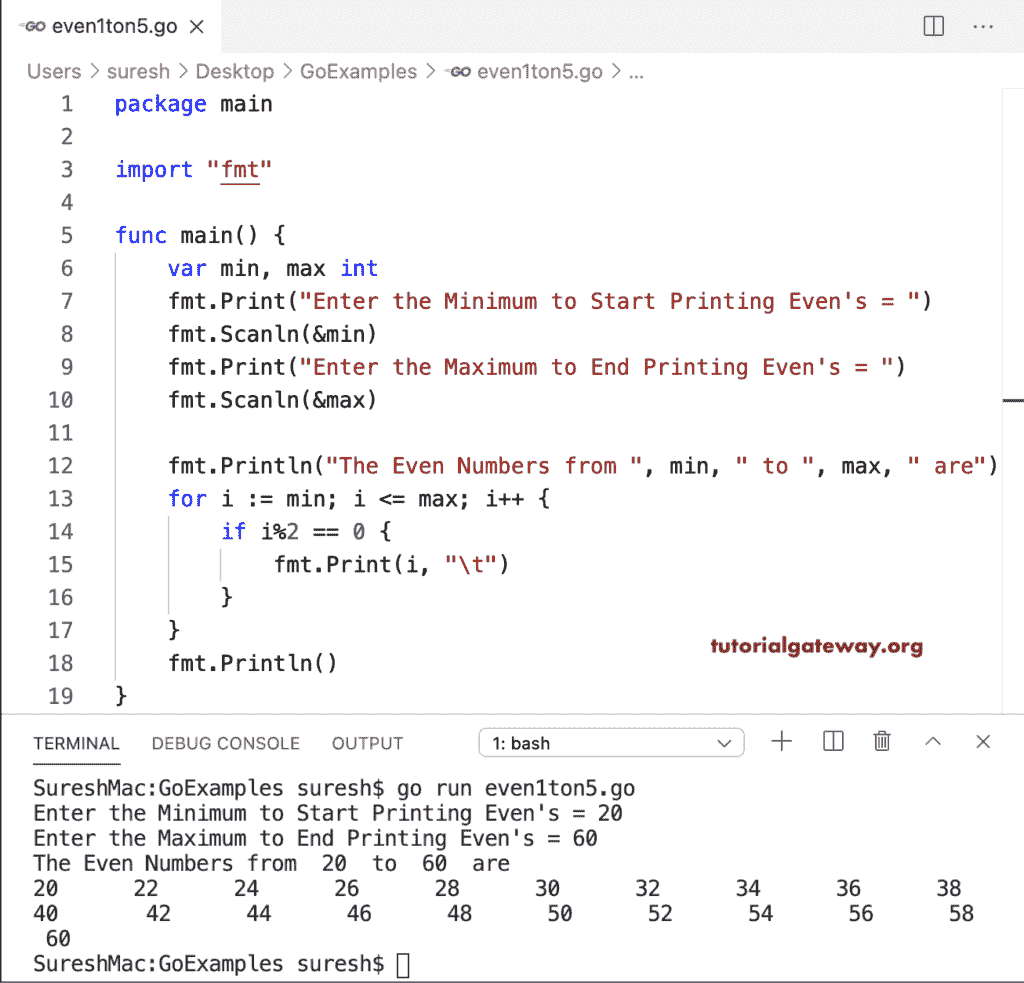 GO even1ton5.go
Users > suresh > Desktop > GoExamples > GO even1ton5.go > ...
1 package main
2
3 import "fmt"
4
5 func main() {
6     var min, max int
7     fmt.Print("Enter the Minimum to Start Printing Even's = ")
8     fmt.Scanln(&min)
9     fmt.Print("Enter the Maximum to End Printing Even's = ")
10     fmt.Scanln(&max)
11
12     fmt.Println("The Even Numbers from ", min, " to ", max, " are")
13     for i := min; i <= max; i++ {
14         if i%2 == 0 {
15             fmt.Print(i, "\t")
16         }
17     }
18     fmt.Println()
19 }
tutorialgateway.org
TERMINAL DEBUG CONSOLE OUTPUT 1: bash
SureshMac:GoExamples suresh$ go run even1ton5.go
Enter the Minimum to Start Printing Even's = 20
Enter the Maximum to End Printing Even's = 60
The Even Numbers from  20  to  60  are
20 22 24 26 28 30 32 34 36 38
40 42 44 46 48 50 52 54 56 58
60
SureshMac:GoExamples suresh$